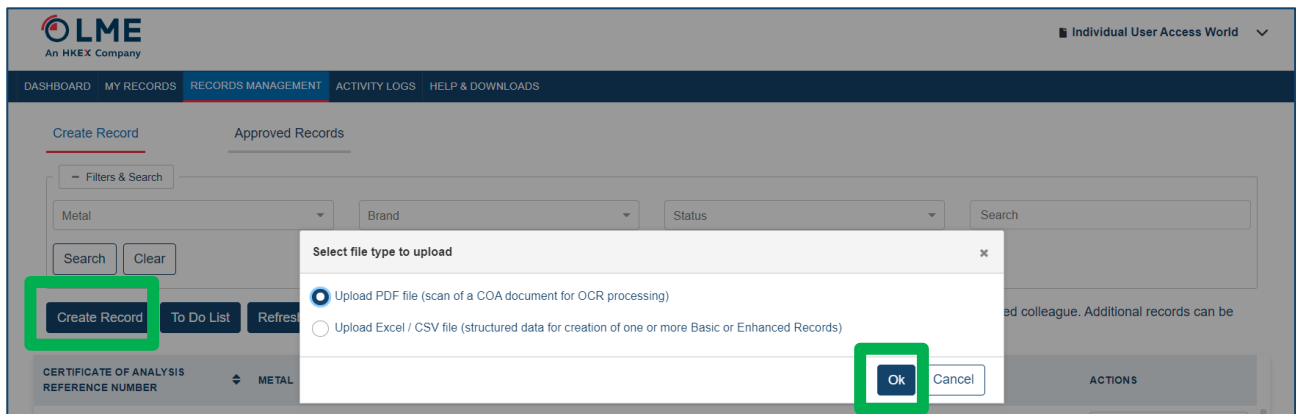 LME
An HKEX Company
Individual User Access World
DASHBOARD MY RECORDS RECORDS MANAGEMENT ACTIVITY LOGS HELP & DOWNLOADS
Create Record Approved Records
− Filters & Search
Metal Brand Status Search
Search Clear
Select file type to upload ×
Upload PDF file (scan of a COA document for OCR processing)
Upload Excel / CSV file (structured data for creation of one or more Basic or Enhanced Records)
Create Record To Do List colleague. Additional records can be
Ok Cancel
CERTIFICATE OF ANALYSIS
REFERENCE NUMBER METAL ACTIONS